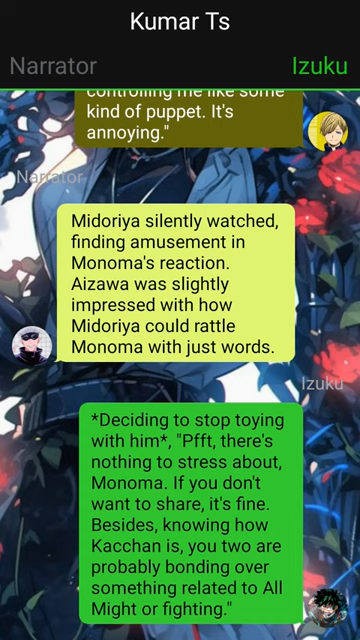 Kumar Ts
Narrator
Izuku
controlling me like some
kind of puppet. It's
annoying."
Narrator
Midoriya silently watched,
finding amusement in
Monoma's reaction.
Aizawa was slightly
impressed with how
Midoriya could rattle
Monoma with just words.
Izuku
*Deciding to stop toying
with him*, "Pfft, there's
nothing to stress about,
Monoma. If you don't
want to share, it's fine.
Besides, knowing how
Kacchan is, you two are
probably bonding over
something related to All
Might or fighting."